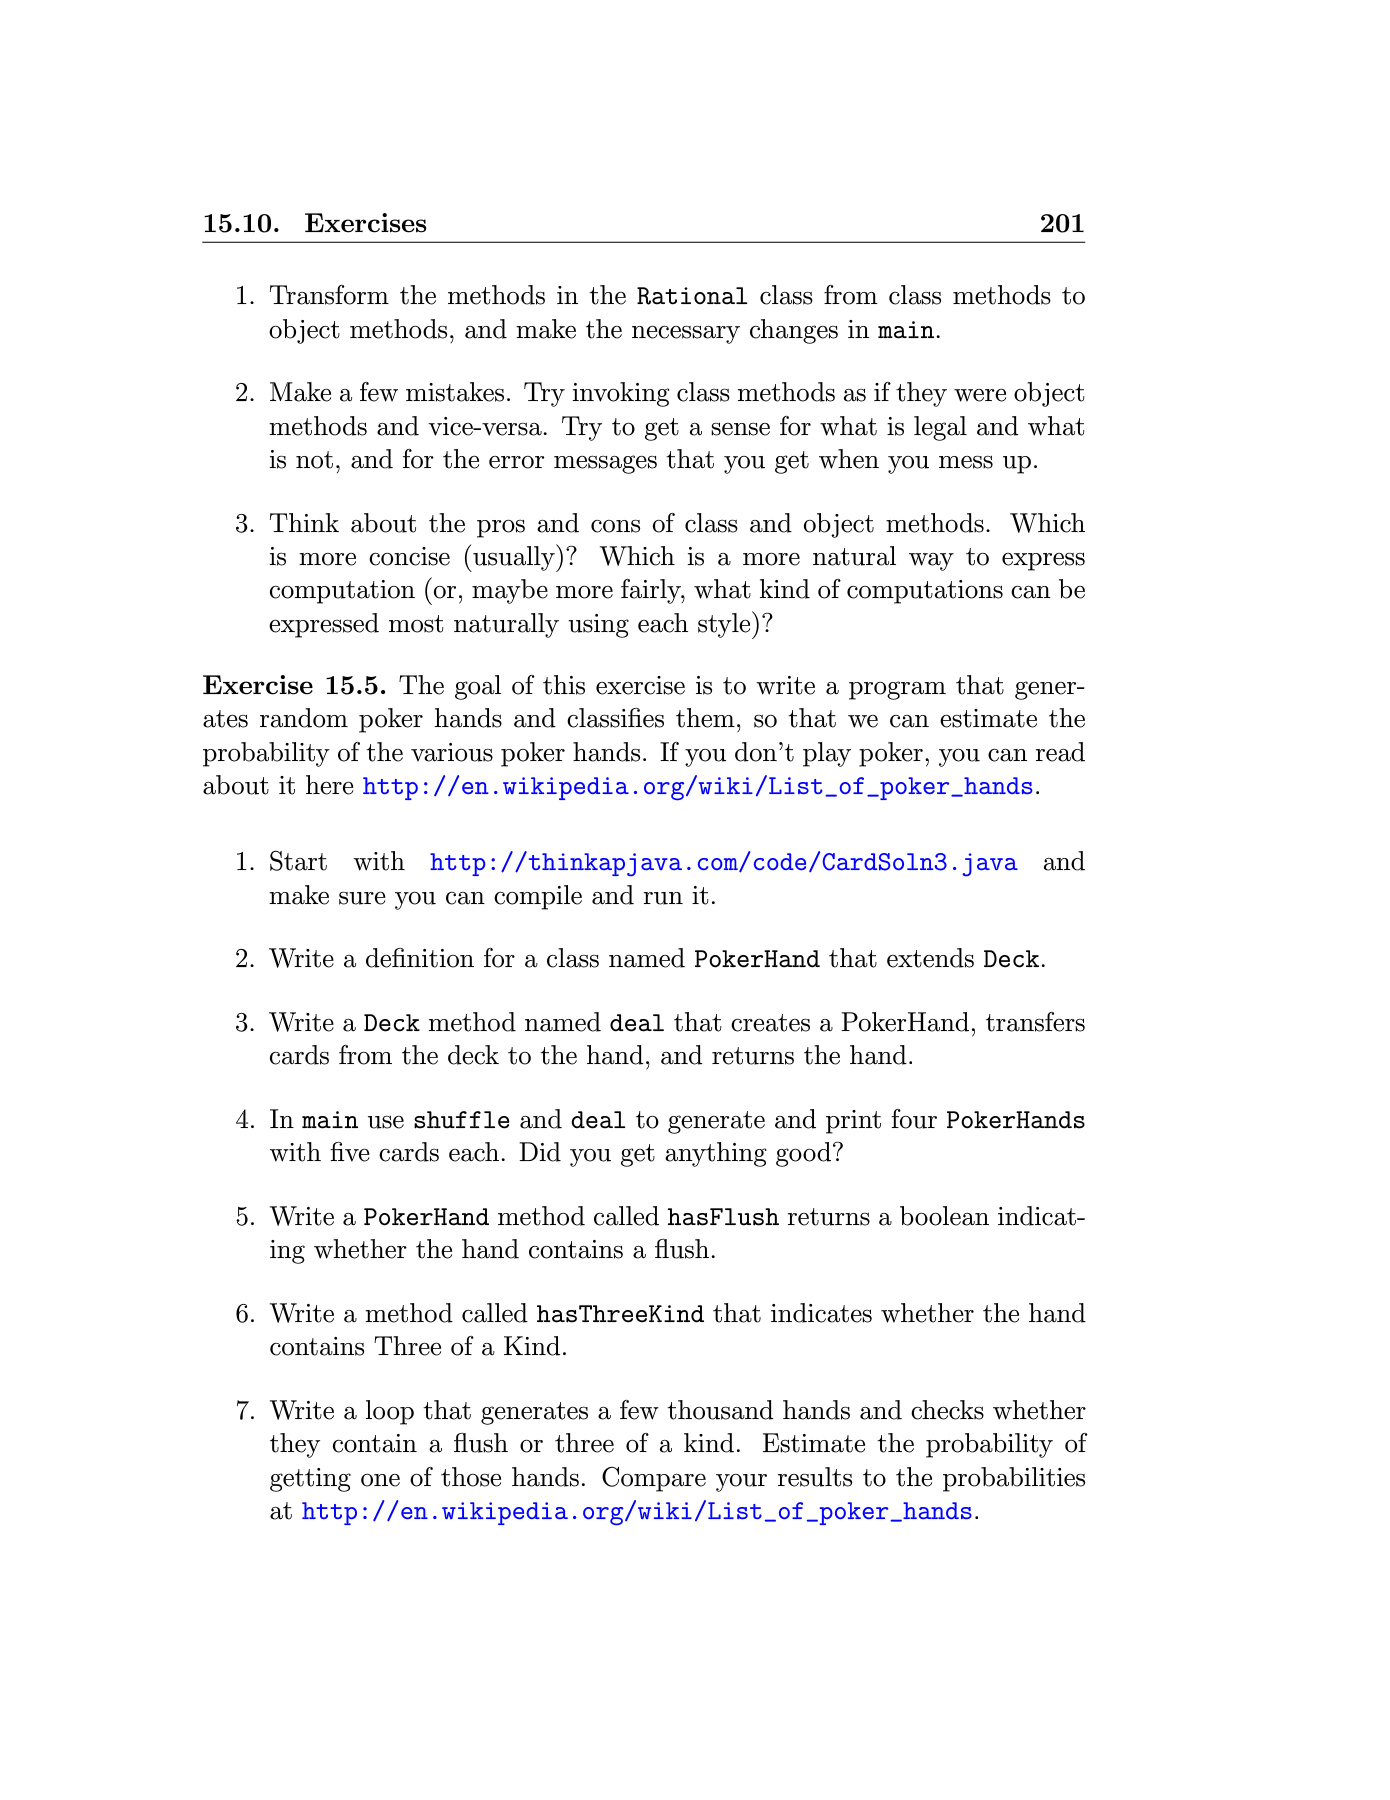 15.10. Exercises 201
1. Transform the methods in the Rational class from class methods to
object methods, and make the necessary changes in main.
2. Make a few mistakes. Try invoking class methods as if they were object
methods and vice-versa. Try to get a sense for what is legal and what
is not, and for the error messages that you get when you mess up.
3. Think about the pros and cons of class and object methods. Which
is more concise (usually)? Which is a more natural way to express
computation (or, maybe more fairly, what kind of computations can be
expressed most naturally using each style)?
Exercise 15.5. The goal of this exercise is to write a program that gener-
ates random poker hands and classifies them, so that we can estimate the
probability of the various poker hands. If you don't play poker, you can read
about it here http://en.wikipedia.org/wiki/List_of_poker_hands.
1. Start with http://thinkapjava.com/code/CardSoln3.java and
make sure you can compile and run it.
2. Write a definition for a class named PokerHand that extends Deck.
3. Write a Deck method named deal that creates a PokerHand, transfers
cards from the deck to the hand, and returns the hand.
4. In main use shuffle and deal to generate and print four PokerHands
with five cards each. Did you get anything good?
5. Write a PokerHand method called hasFlush returns a boolean indicat-
ing whether the hand contains a flush.
6. Write a method called hasThreeKind that indicates whether the hand
contains Three of a Kind.
7. Write a loop that generates a few thousand hands and checks whether
they contain a flush or three of a kind. Estimate the probability of
getting one of those hands. Compare your results to the probabilities
at http://en.wikipedia.org/wiki/List_of_poker_hands.